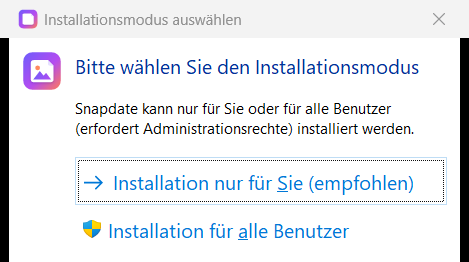 Installationsmodus auswählen
Bitte wählen Sie den Installationsmodus
Snapdate kann nur für Sie oder für alle Benutzer
(erfordert Administrationsrechte) installiert werden.
Installation nur für Sie (empfohlen)
Installation für alle Benutzer